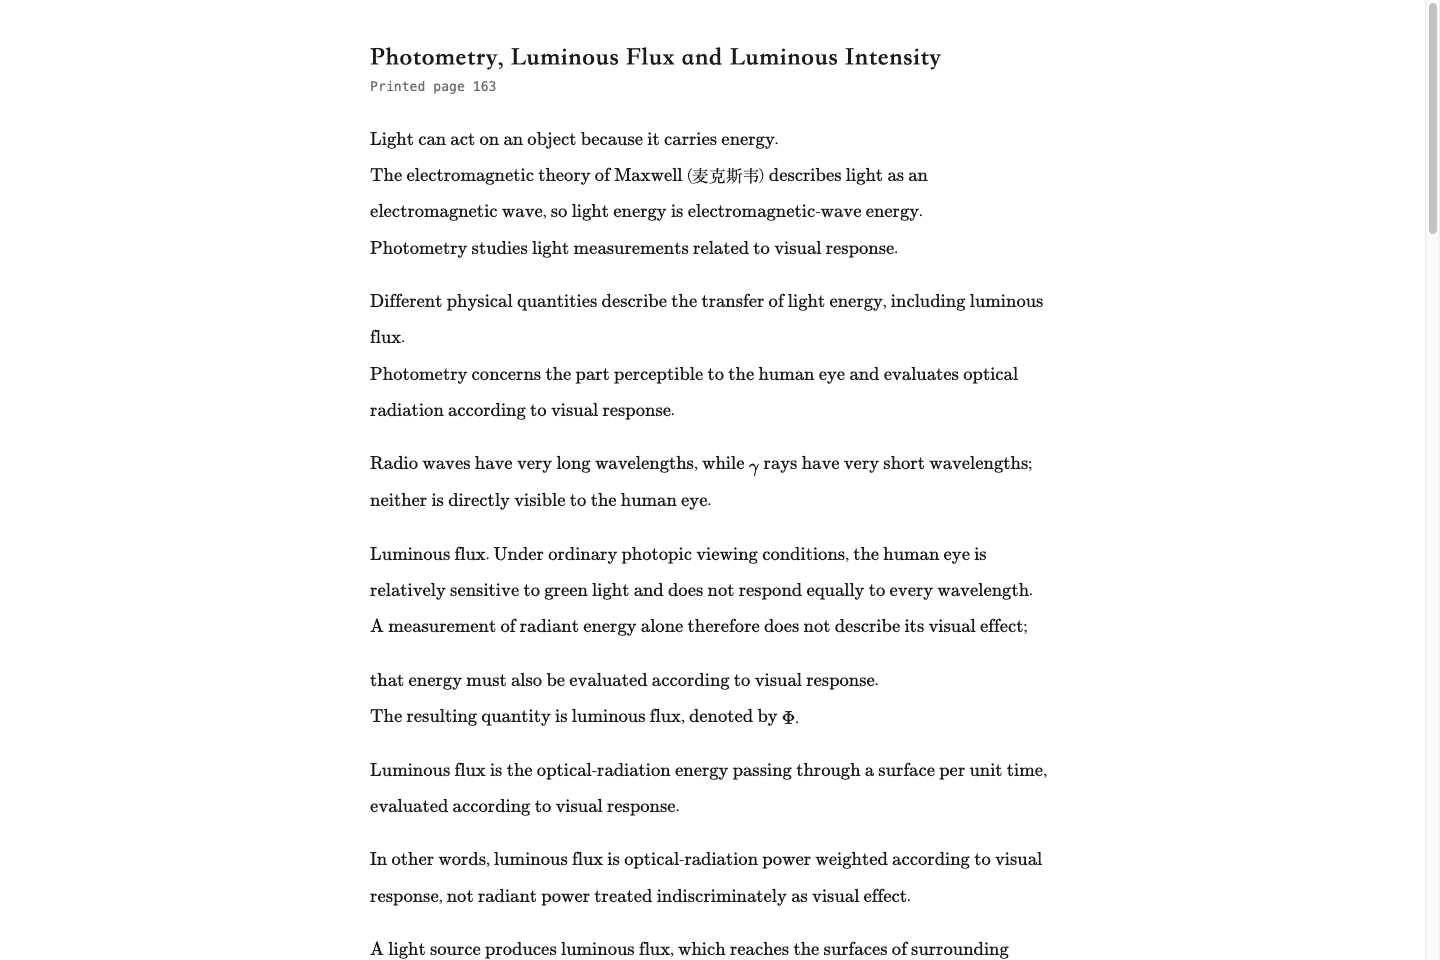 Photometry, Luminous Flux and Luminous Intensity
Printed page 163
Light can act on an object because it carries energy.
The electromagnetic theory of Maxwell (麦克斯韦) describes light as an
electromagnetic wave, so light energy is electromagnetic-wave energy.
Photometry studies light measurements related to visual response.
Different physical quantities describe the transfer of light energy, including luminous
flux.
Photometry concerns the part perceptible to the human eye and evaluates optical
radiation according to visual response.
Radio waves have very long wavelengths, while γ rays have very short wavelengths;
neither is directly visible to the human eye.
Luminous flux. Under ordinary photopic viewing conditions, the human eye is
relatively sensitive to green light and does not respond equally to every wavelength.
A measurement of radiant energy alone therefore does not describe its visual effect;
that energy must also be evaluated according to visual response.
The resulting quantity is luminous flux, denoted by Φ.
Luminous flux is the optical-radiation energy passing through a surface per unit time,
evaluated according to visual response.
In other words, luminous flux is optical-radiation power weighted according to visual
response, not radiant power treated indiscriminately as visual effect.
A light source produces luminous flux, which reaches the surfaces of surrounding